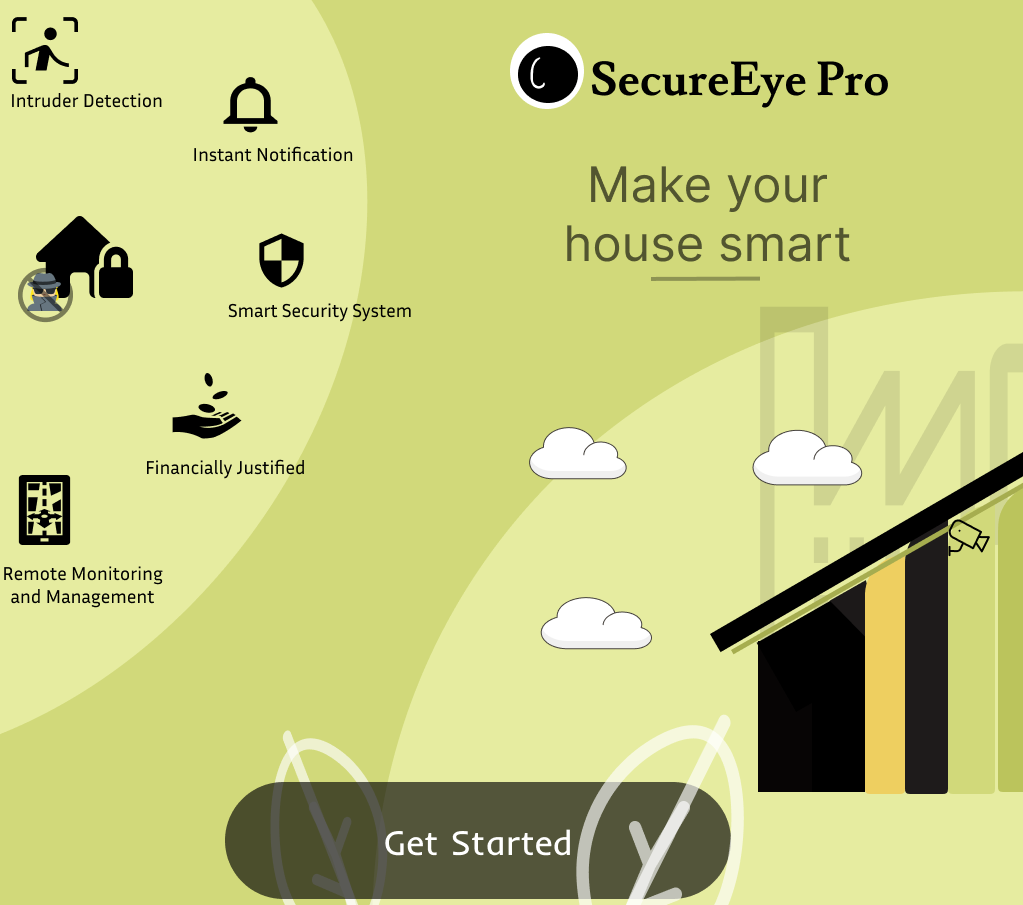 Intruder Detection
Instant Notification
Smart Security System
Financially Justified
Remote Monitoring
and Management
SecureEye Pro
Make your
house smart
Get Started